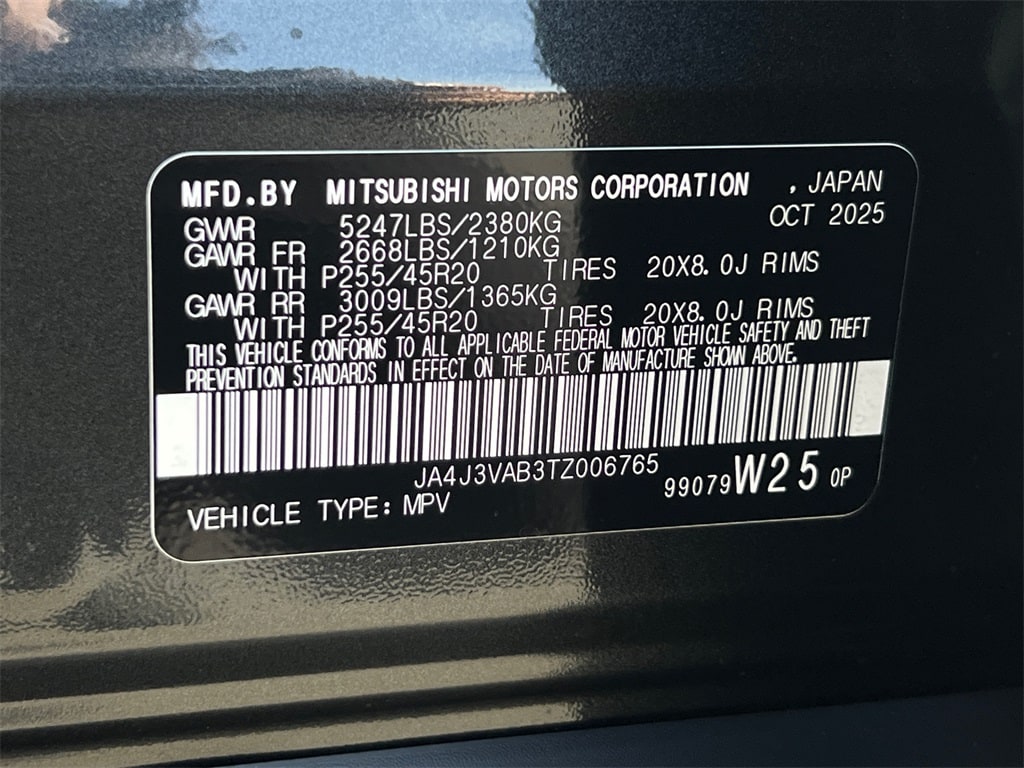 MFD.BY MITSUBISHI MOTORS CORPORATION , JAPAN
OCT 2025
GVWR 5247LBS/2380KG
GAWR FR 2668LBS/1210KG
WITH P255/45R20 TIRES 20X8.0J RIMS
GAWR RR 3009LBS/1365KG
WITH P255/45R20 TIRES 20X8.0J RIMS
THIS VEHICLE CONFORMS TO ALL APPLICABLE FEDERAL MOTOR VEHICLE SAFETY AND THEFT
PREVENTION STANDARDS IN EFFECT ON THE DATE OF MANUFACTURE SHOWN ABOVE.
JA4J3VAB3TZ006765
99079W25 0P
VEHICLE TYPE: MPV